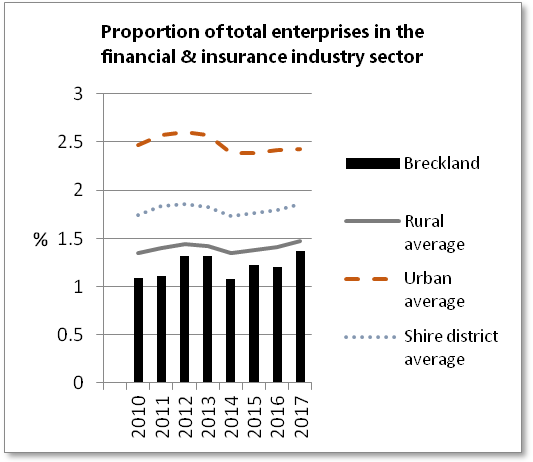 Proportion of total enterprises in the
financial & insurance industry sector
3
2.5
2
1.5
1
0.5
0
%
2010
2011
2012
2013
2014
2015
2016
2017
Breckland
Rural
average
Urban
average
Shire district
average